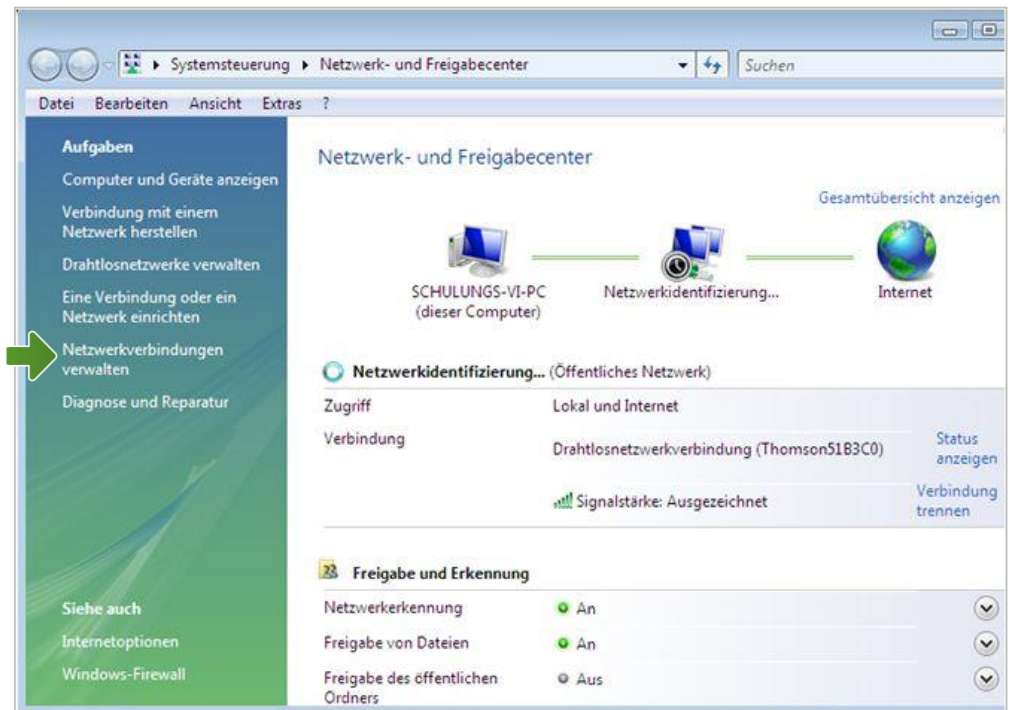 Systemsteuerung Netzwerk- und Freigabecenter Suchen
Datei Bearbeiten Ansicht Extras ?
Aufgaben
Computer und Geräte anzeigen
Verbindung mit einem
Netzwerk herstellen
Drahtlosnetzwerke verwalten
Eine Verbindung oder ein
Netzwerk einrichten
Netzwerkverbindungen
verwalten
Diagnose und Reparatur
Siehe auch
Internetoptionen
Windows-Firewall
Netzwerk- und Freigabecenter
Gesamtübersicht anzeigen
SCHULUNGS-VI-PC
(dieser Computer)
Netzwerkidentifizierung...
Internet
Netzwerkidentifizierung... (Öffentliches Netzwerk)
Zugriff Lokal und Internet
Verbindung Drahtlosnetzwerkverbindung (Thomson51B3C0)
Status
anzeigen
Signalstärke: Ausgezeichnet
Verbindung
trennen
Freigabe und Erkennung
Netzwerkerkennung An
Freigabe von Dateien An
Freigabe des öffentlichen
Ordners
Aus